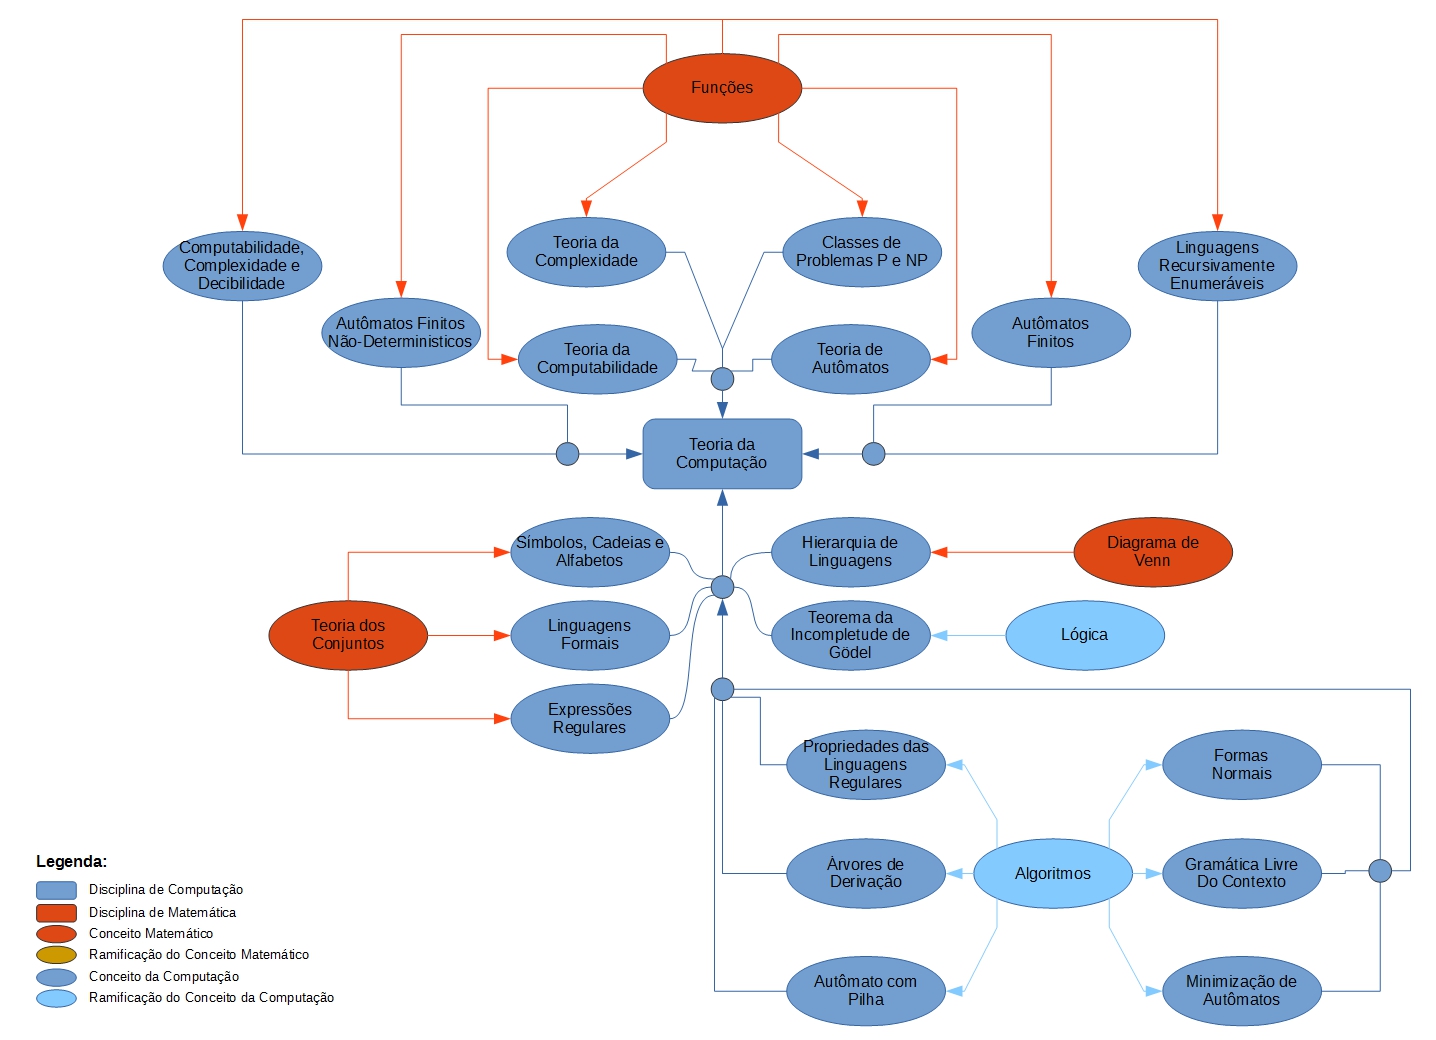 Funções
Teoria da
Complexidade
Classes de
Problemas P e NP
Computabilidade,
Complexidade e
Decibilidade
Linguagens
Recursivamente
Enumeráveis
Autômatos Finitos
Não-Deterministicos
Autômatos
Finitos
Teoria da
Computabilidade
Teoria de
Autômatos
Teoria da
Computação
Símbolos, Cadeias e
Alfabetos
Hierarquia de
Linguagens
Diagrama de
Venn
Teoria dos
Conjuntos
Linguagens
Formais
Teorema da
Incompletude de
Gödel
Lógica
Expressões
Regulares
Propriedades das
Linguagens
Regulares
Formas
Normais
Árvores de
Derivação
Algoritmos
Gramática Livre
Do Contexto
Autômato com
Pilha
Minimização de
Autômatos
Legenda:
Disciplina de Computação
Disciplina de Matemática
Conceito Matemático
Ramificação do Conceito Matemático
Conceito da Computação
Ramificação do Conceito da Computação